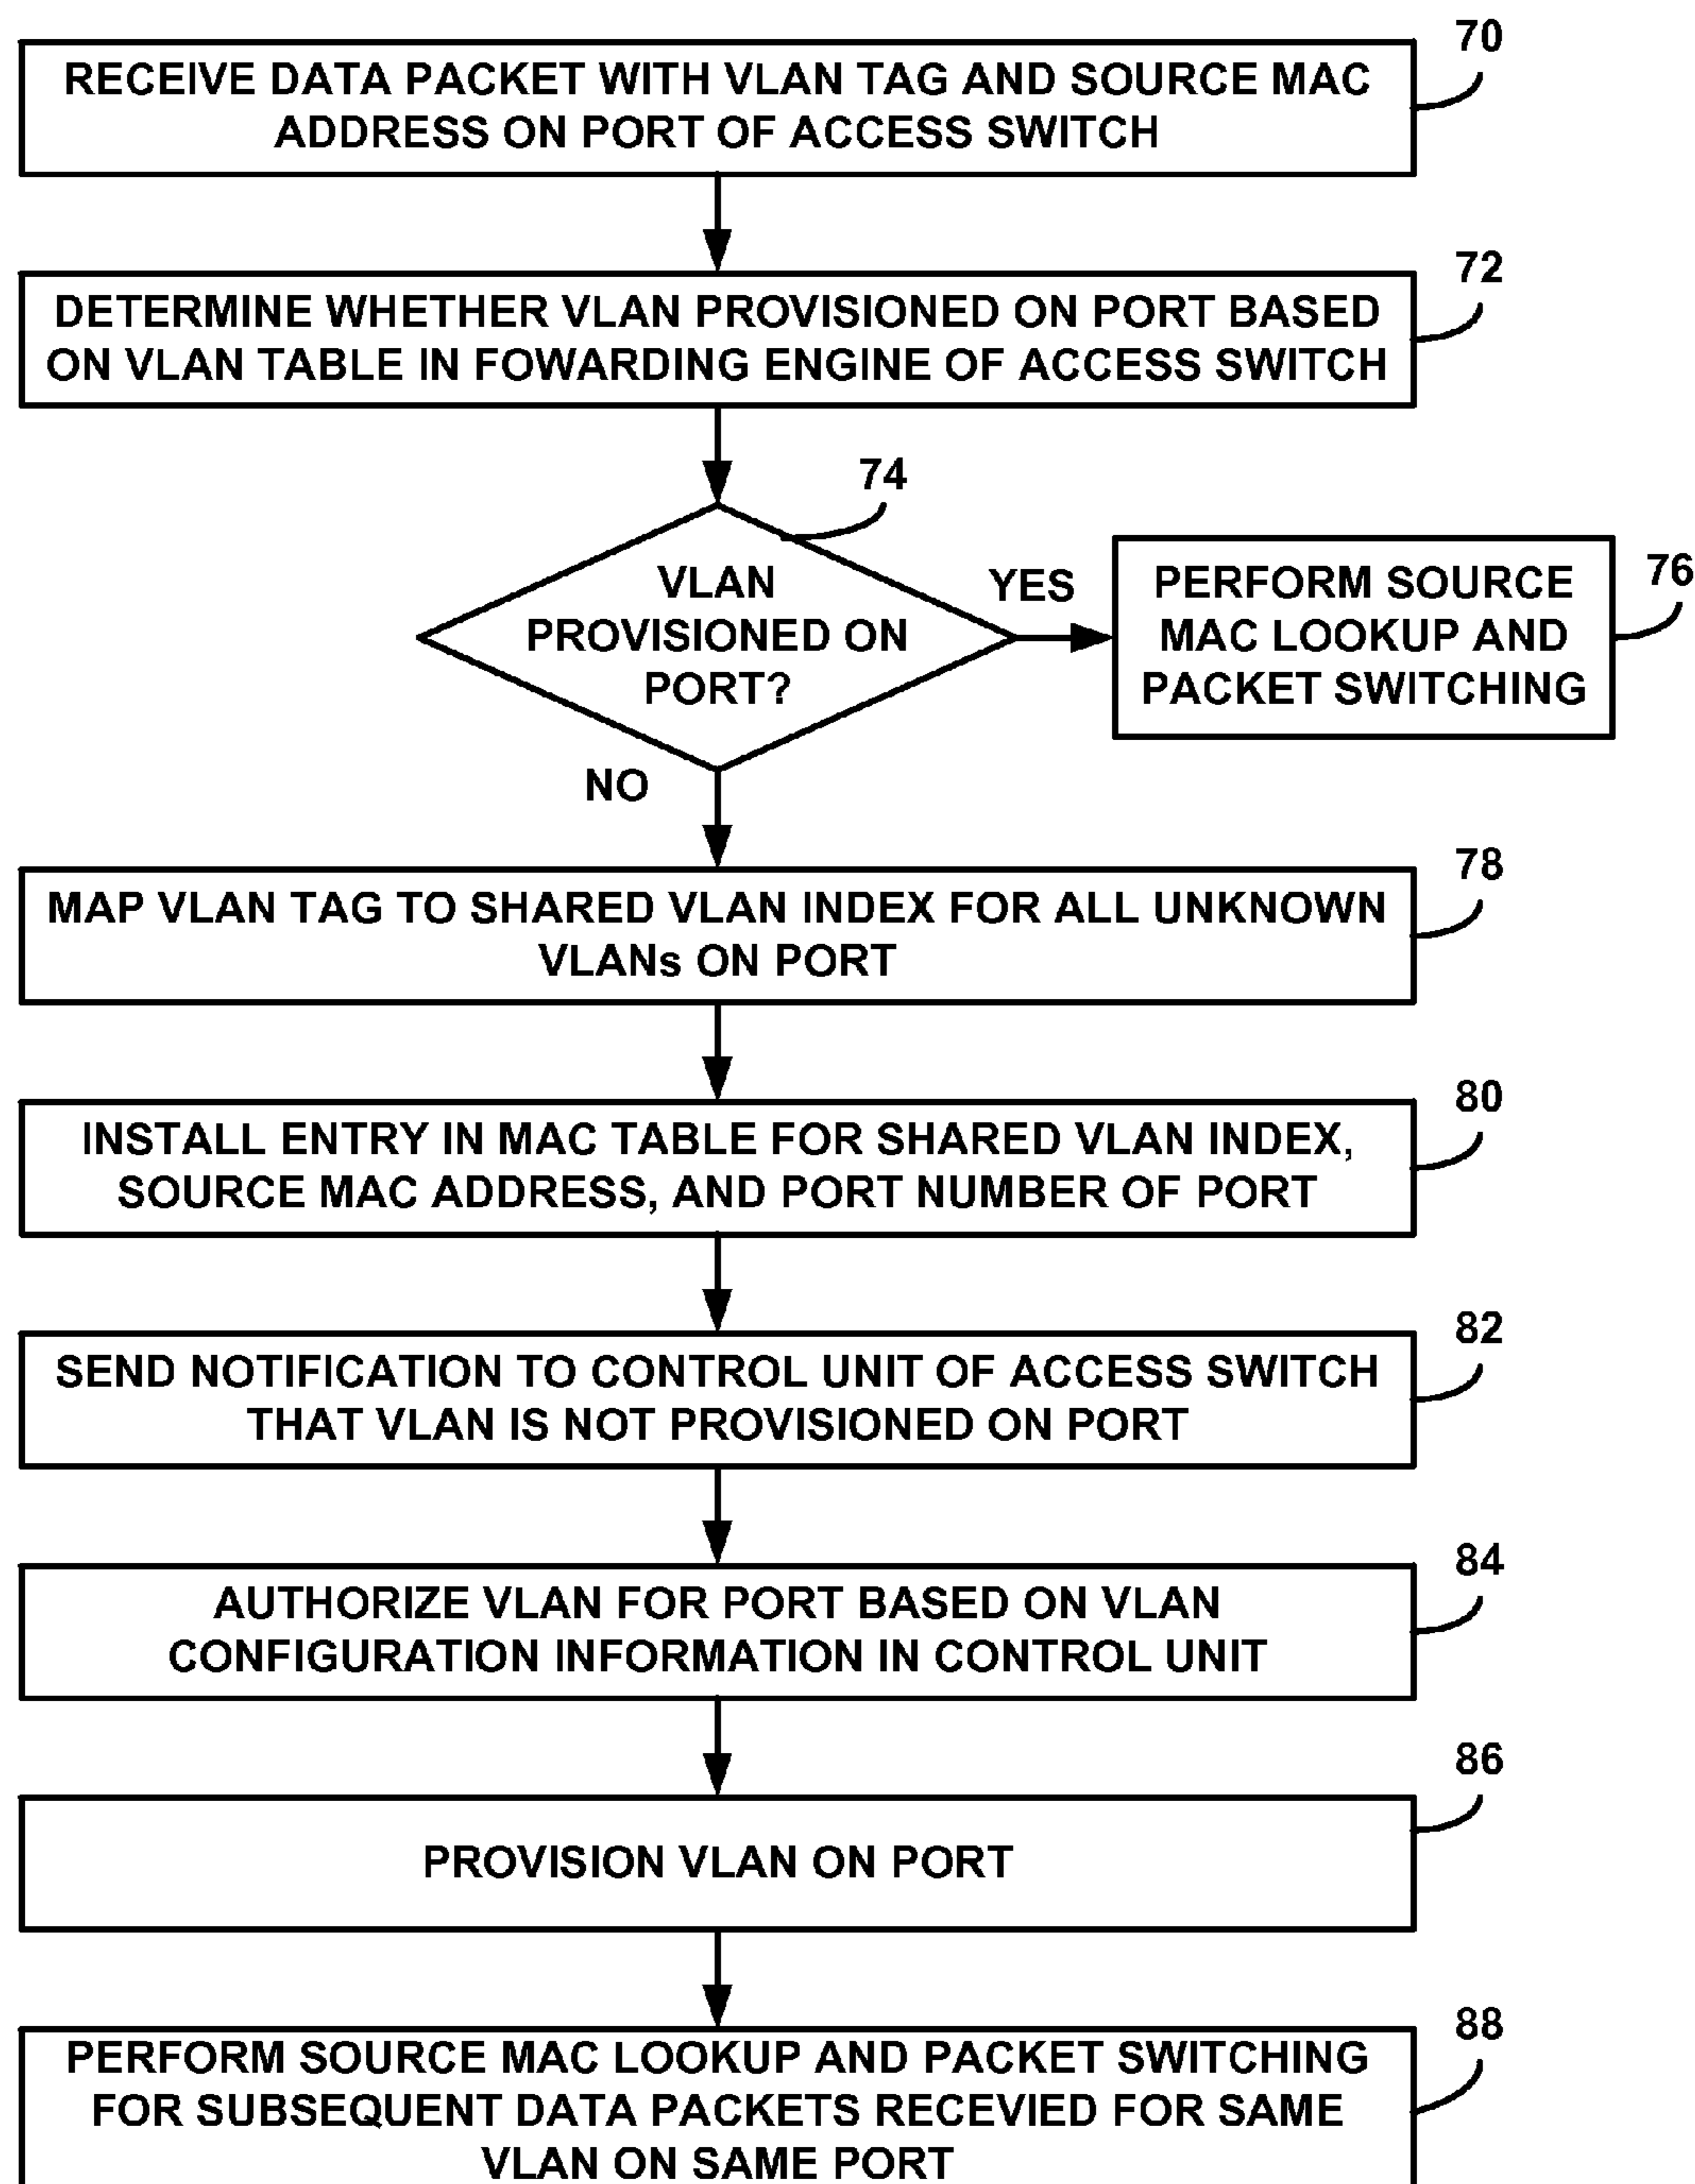 70
RECEIVE DATA PACKET WITH VLAN TAG AND SOURCE MAC
ADDRESS ON PORT OF ACCESS SWITCH
72
DETERMINE WHETHER VLAN PROVISIONED ON PORT BASED
ON VLAN TABLE IN FOWARDING ENGINE OF ACCESS SWITCH
74
VLAN
PROVISIONED ON
PORT?
YES
76
PERFORM SOURCE
MAC LOOKUP AND
PACKET SWITCHING
NO
78
MAP VLAN TAG TO SHARED VLAN INDEX FOR ALL UNKNOWN
VLANs ON PORT
80
INSTALL ENTRY IN MAC TABLE FOR SHARED VLAN INDEX,
SOURCE MAC ADDRESS, AND PORT NUMBER OF PORT
82
SEND NOTIFICATION TO CONTROL UNIT OF ACCESS SWITCH
THAT VLAN IS NOT PROVISIONED ON PORT
84
AUTHORIZE VLAN FOR PORT BASED ON VLAN
CONFIGURATION INFORMATION IN CONTROL UNIT
86
PROVISION VLAN ON PORT
88
PERFORM SOURCE MAC LOOKUP AND PACKET SWITCHING
FOR SUBSEQUENT DATA PACKETS RECEVIED FOR SAME
VLAN ON SAME PORT